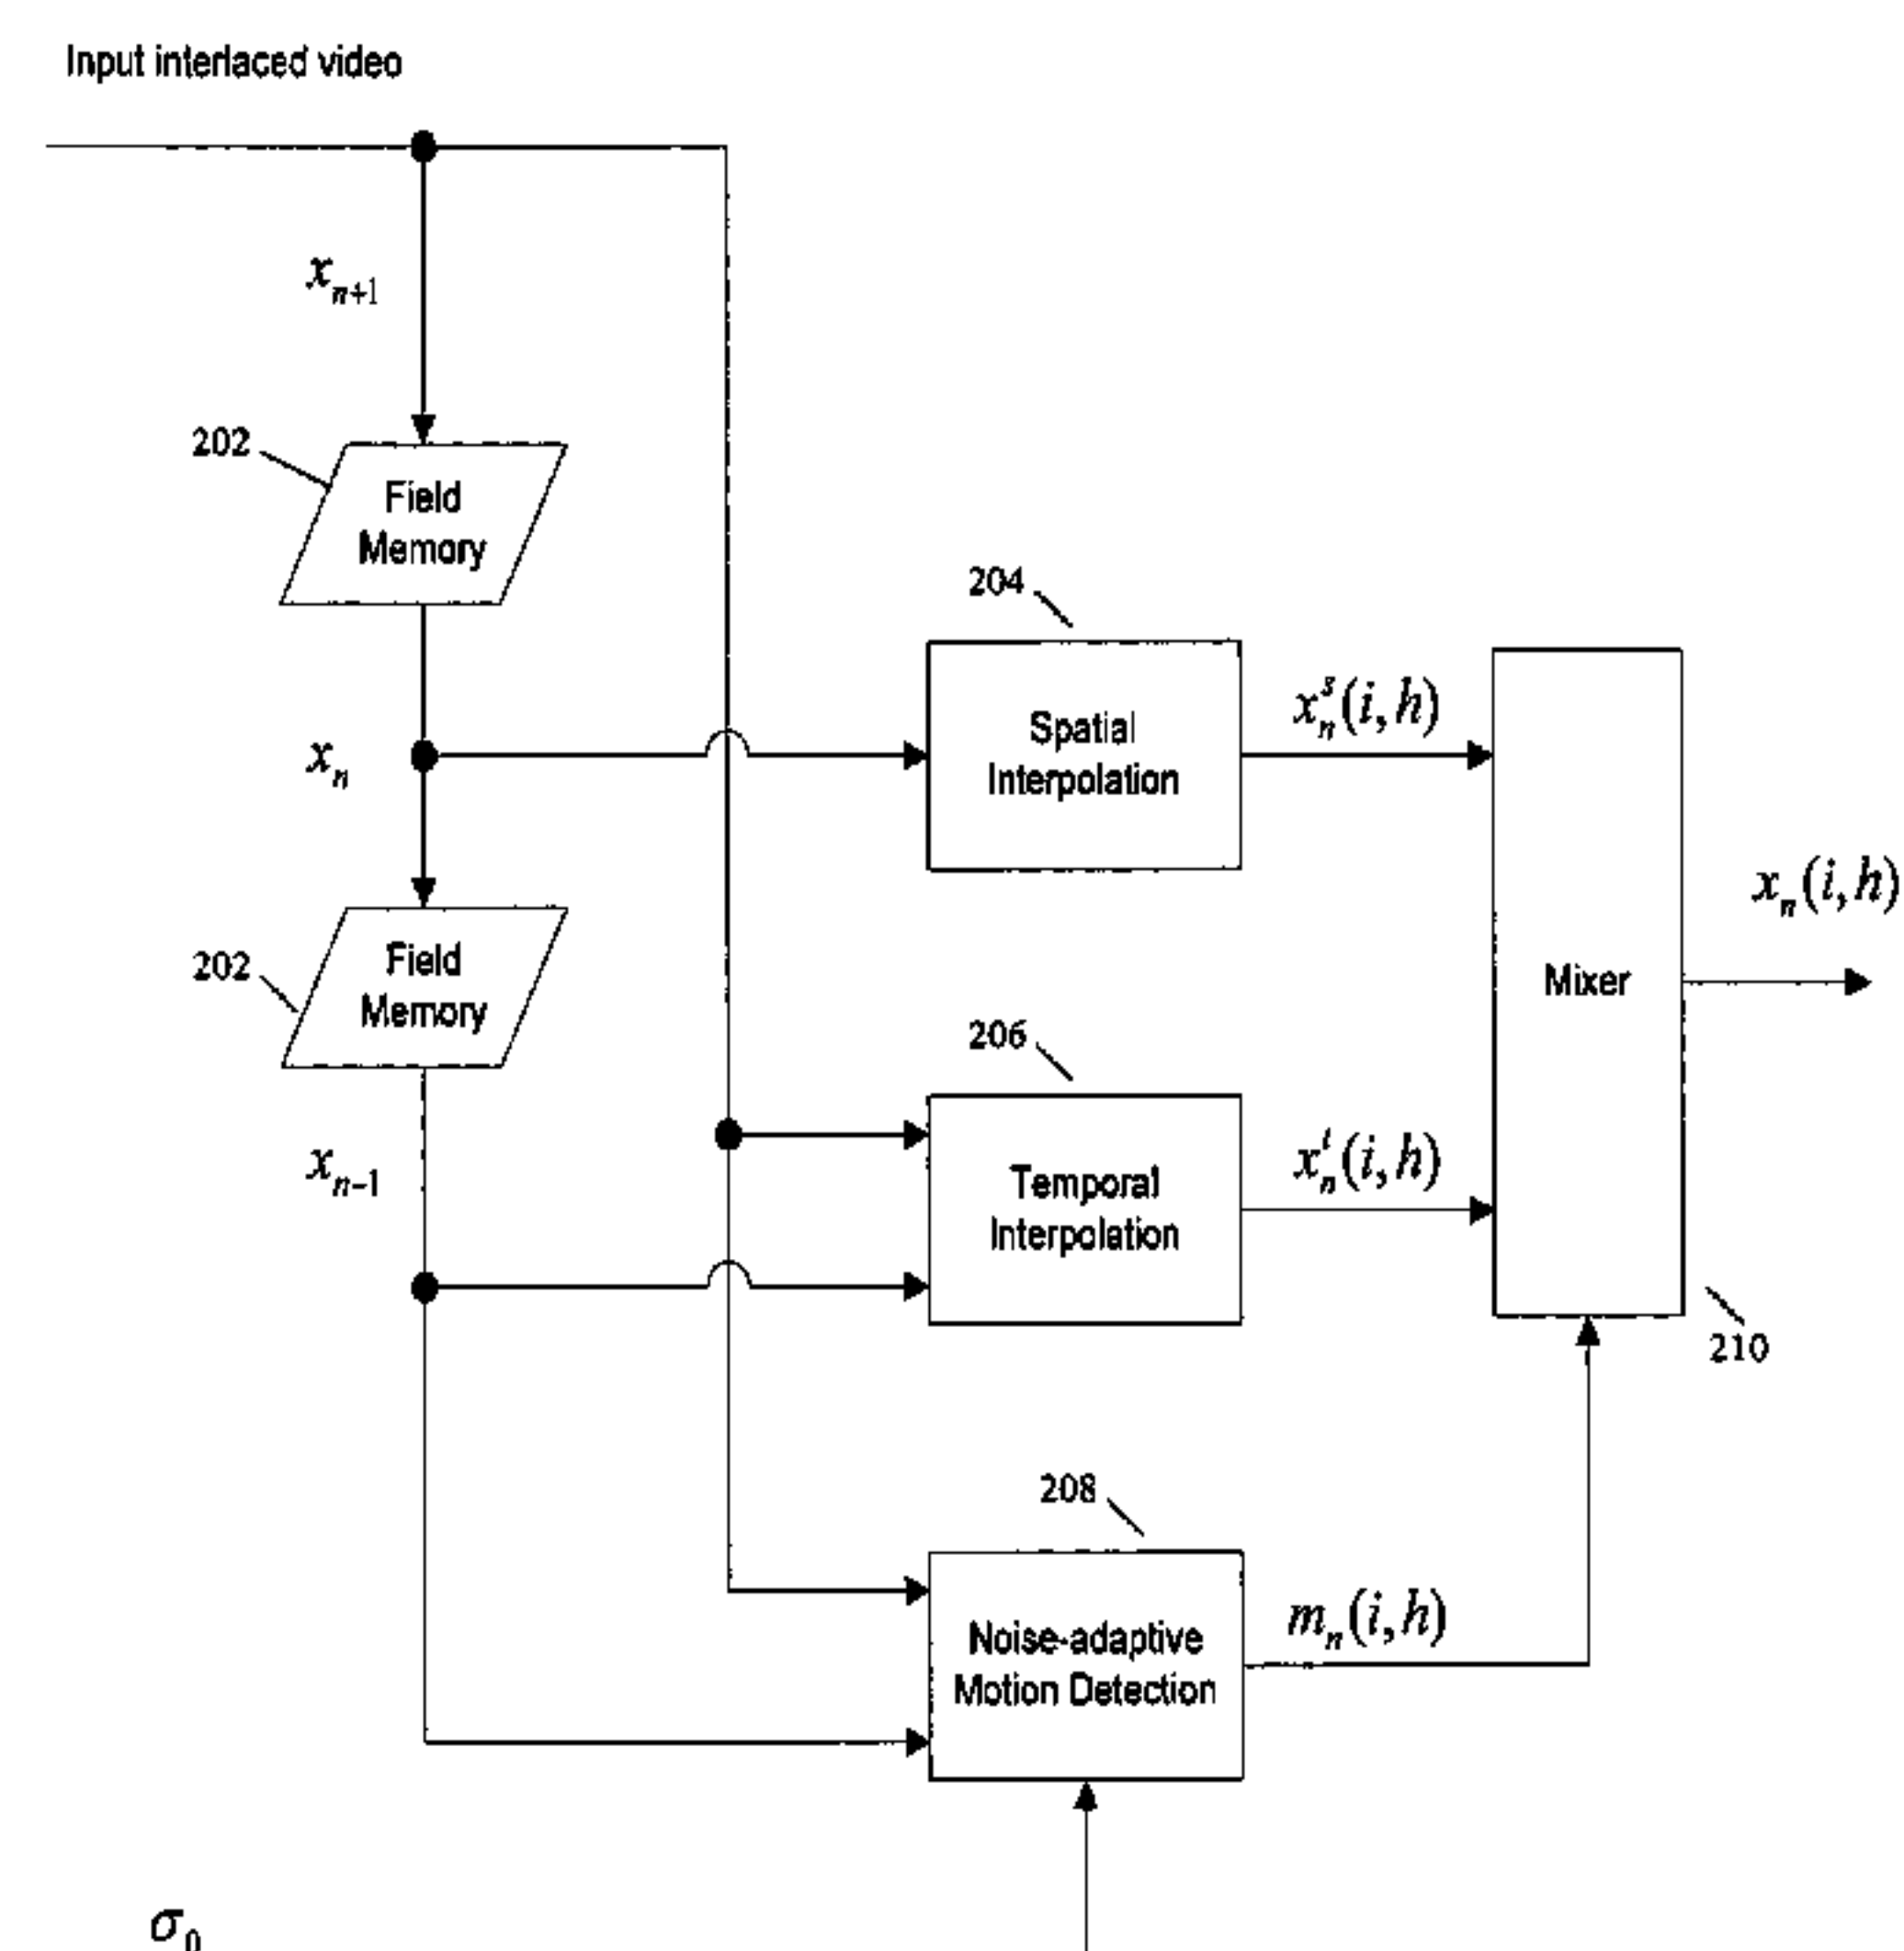 Input interlaced video
x_{n+1}
202
Field
Memory
204
x_n
Spatial
Interpolation
x_n^s(i,h)
Mixer
x_n(i,h)
202
Field
Memory
206
x_{n-1}
Temporal
Interpolation
x_n^t(i,h)
210
208
Noise-adaptive
Motion Detection
m_n(i,h)
σ_0